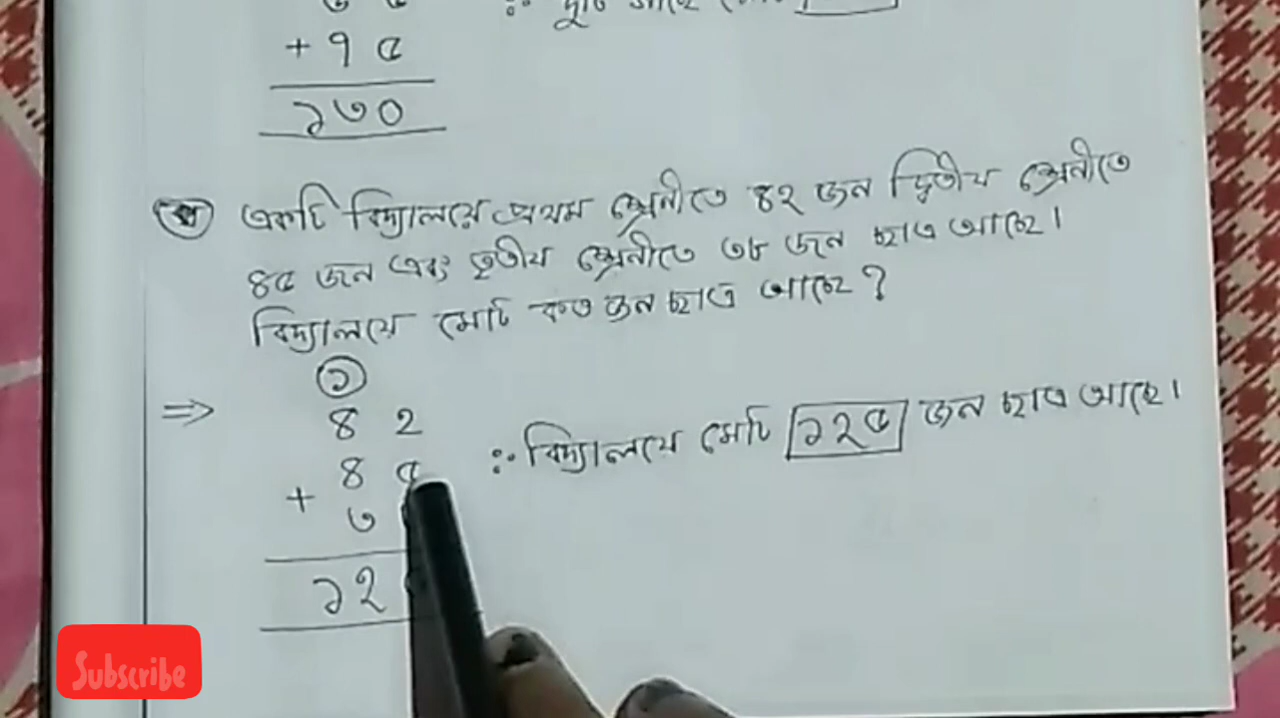 + ৭ ৫
১৩০
একটি বিদ্যালয়ে প্রথম শ্রেনীতে ৪২ জন দ্বিতীয় শ্রেনীতে
৪৫ জন এবং তৃতীয় শ্রেনীতে ৩৮ জন ছাত্র আছে।
বিদ্যালয়ে মোট কত জন ছাত্র আছে?
১
⇒ ৪ ২
৪ ৫
+ ৩
১২
∴ বিদ্যালয়ে মোট ১২৫ জন ছাত্র আছে।
Subscribe